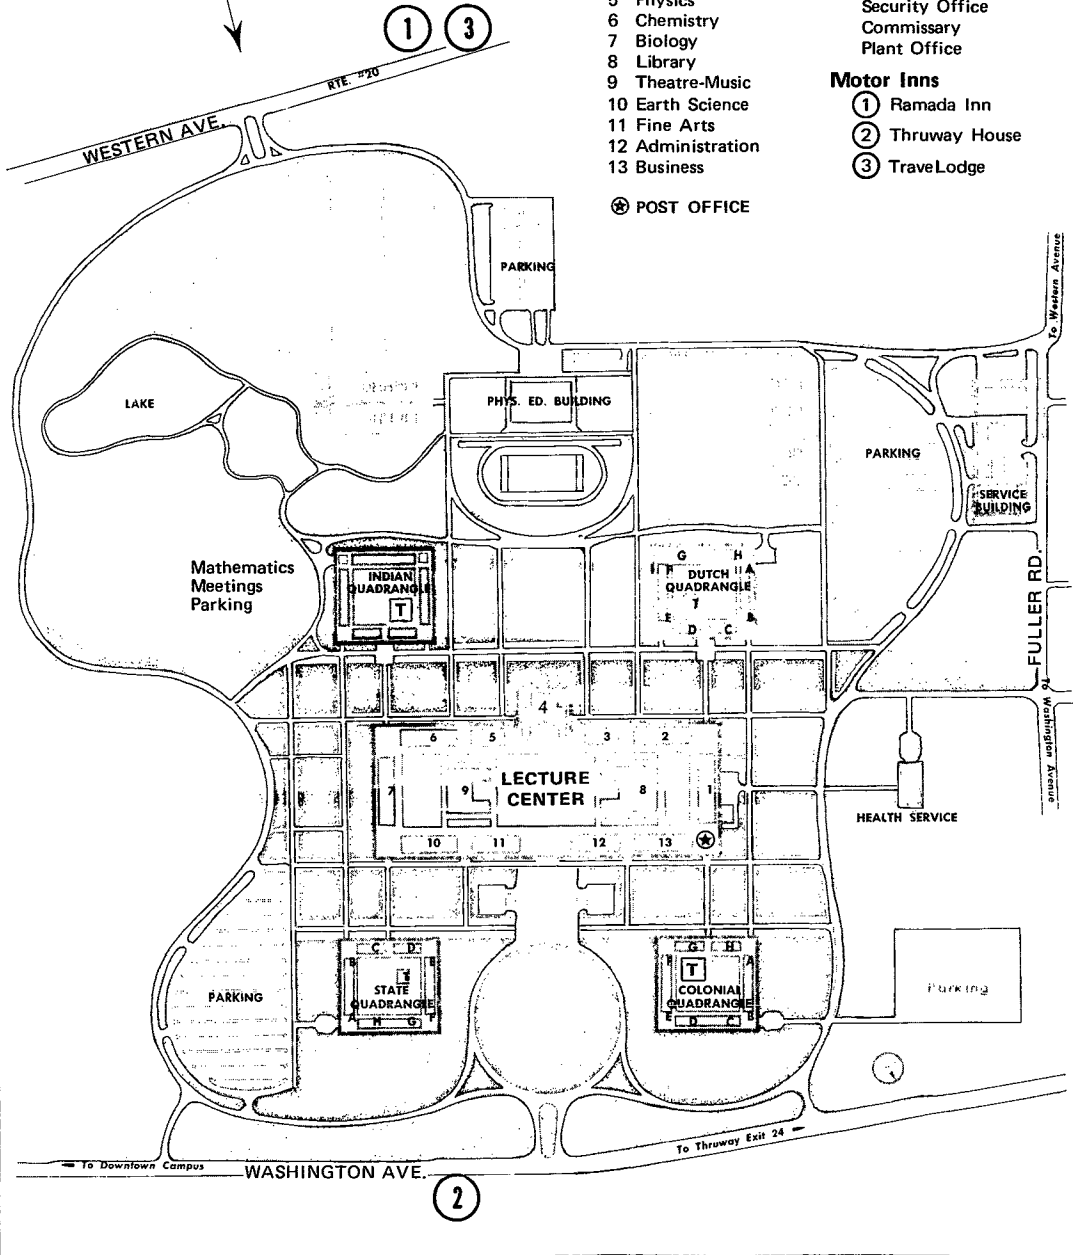 5 Physics
6 Chemistry
7 Biology
8 Library
9 Theatre-Music
10 Earth Science
11 Fine Arts
12 Administration
13 Business
POST OFFICE
Security Office
Commissary
Plant Office
Motor Inns
1 Ramada Inn
2 Thruway House
3 TraveLodge
1 3
RTE. #20
WESTERN AVE.
PARKING
To Western Avenue
LAKE
PHYS. ED. BUILDING
PARKING
SERVICE
BUILDING
Mathematics
Meetings
Parking
INDIAN
QUADRANGLE
T
G H
F A
DUTCH
QUADRANGLE
T
E B
D C
FULLER RD.
To Washington Avenue
4
6 5 3 2
LECTURE
CENTER
7 9 8 1
10 11 12 13
HEALTH SERVICE
C D
B E
STATE
QUADRANGLE
A F
H G
PARKING
G H
F A
T
COLONIAL
QUADRANGLE
E B
D C
Parking
To Thruway Exit 24
To Downtown Campus
WASHINGTON AVE.
2